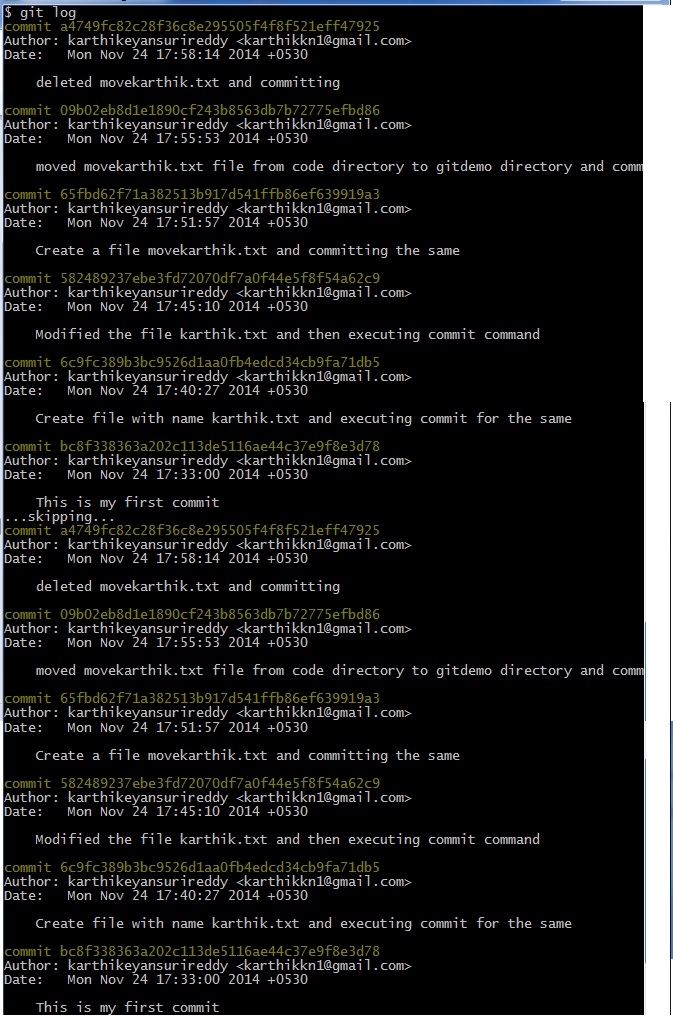 $ git log
commit a4749fc82c28f36c8e295505f4f8f521eff47925
Author: karthikeyansurireddy <karthikkn1@gmail.com>
Date:   Mon Nov 24 17:58:14 2014 +0530
    deleted movekarthik.txt and committing
commit 09b02eb8d1e1890cf243b8563db7b72775efbd86
Author: karthikeyansurireddy <karthikkn1@gmail.com>
Date:   Mon Nov 24 17:55:53 2014 +0530
    moved movekarthik.txt file from code directory to gitdemo directory and comm
commit 65fbd62f71a382513b917d541ffb86ef639919a3
Author: karthikeyansurireddy <karthikkn1@gmail.com>
Date:   Mon Nov 24 17:51:57 2014 +0530
    Create a file movekarthik.txt and committing the same
commit 582489237ebe3fd72070df7a0f44e5f8f54a62c9
Author: karthikeyansurireddy <karthikkn1@gmail.com>
Date:   Mon Nov 24 17:45:10 2014 +0530
    Modified the file karthik.txt and then executing commit command
commit 6c9fc389b3bc9526d1aa0fb4edcd34cb9fa71db5
Author: karthikeyansurireddy <karthikkn1@gmail.com>
Date:   Mon Nov 24 17:40:27 2014 +0530
    Create file with name karthik.txt and executing commit for the same
commit bc8f338363a202c113de5116ae44c37e9f8e3d78
Author: karthikeyansurireddy <karthikkn1@gmail.com>
Date:   Mon Nov 24 17:33:00 2014 +0530
    This is my first commit
...skipping...
commit a4749fc82c28f36c8e295505f4f8f521eff47925
Author: karthikeyansurireddy <karthikkn1@gmail.com>
Date:   Mon Nov 24 17:58:14 2014 +0530
    deleted movekarthik.txt and committing
commit 09b02eb8d1e1890cf243b8563db7b72775efbd86
Author: karthikeyansurireddy <karthikkn1@gmail.com>
Date:   Mon Nov 24 17:55:53 2014 +0530
    moved movekarthik.txt file from code directory to gitdemo directory and comm
commit 65fbd62f71a382513b917d541ffb86ef639919a3
Author: karthikeyansurireddy <karthikkn1@gmail.com>
Date:   Mon Nov 24 17:51:57 2014 +0530
    Create a file movekarthik.txt and committing the same
commit 582489237ebe3fd72070df7a0f44e5f8f54a62c9
Author: karthikeyansurireddy <karthikkn1@gmail.com>
Date:   Mon Nov 24 17:45:10 2014 +0530
    Modified the file karthik.txt and then executing commit command
commit 6c9fc389b3bc9526d1aa0fb4edcd34cb9fa71db5
Author: karthikeyansurireddy <karthikkn1@gmail.com>
Date:   Mon Nov 24 17:40:27 2014 +0530
    Create file with name karthik.txt and executing commit for the same
commit bc8f338363a202c113de5116ae44c37e9f8e3d78
Author: karthikeyansurireddy <karthikkn1@gmail.com>
Date:   Mon Nov 24 17:33:00 2014 +0530
    This is my first commit